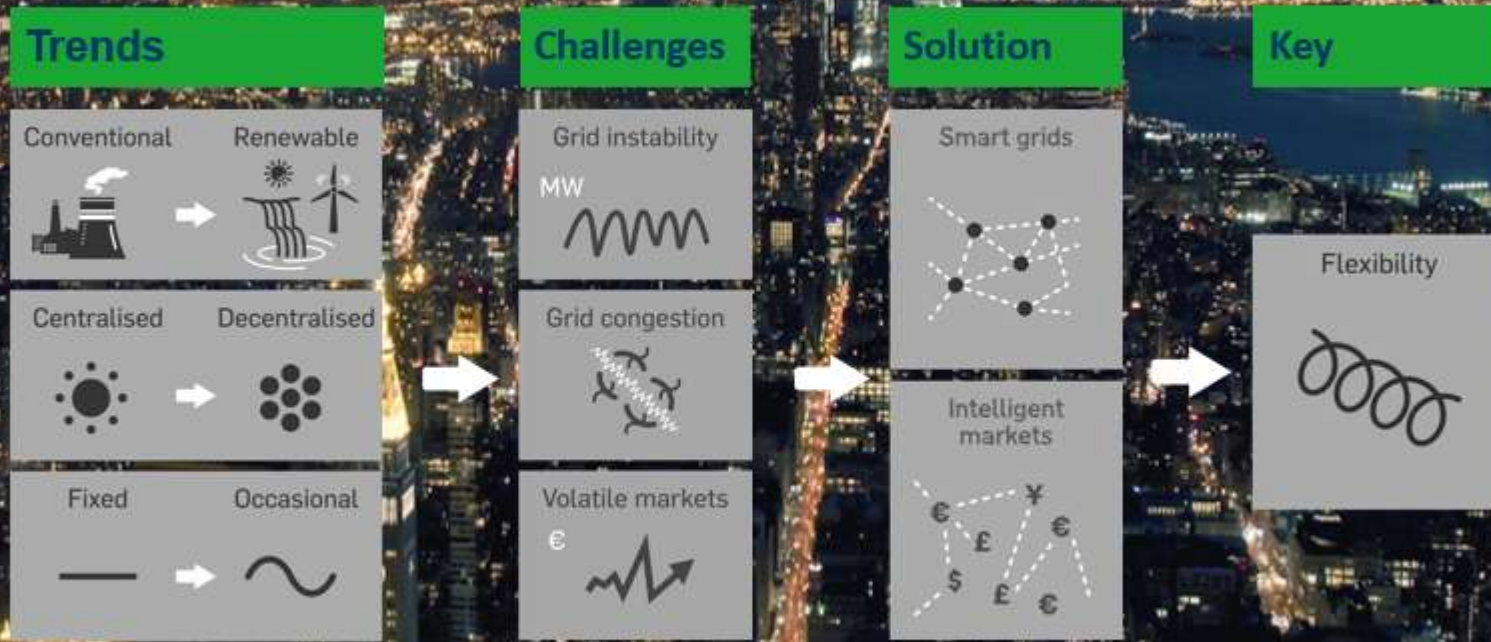 Trends
Conventional Renewable
Centralised Decentralised
Fixed Occasional
Challenges
Grid instability
MW
Grid congestion
Volatile markets
€
Solution
Smart grids
Intelligent
markets
€ ¥
£ €
$ £ €
Key
Flexibility